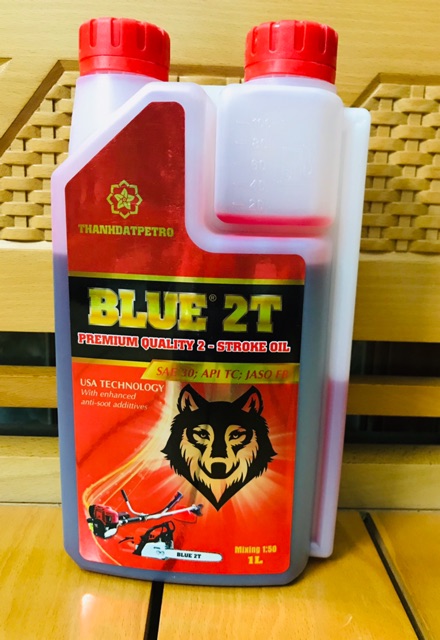 THANHDATPETRO
BLUE® 2T
PREMIUM QUALITY 2 - STROKE OIL
SAE 30; API TC; JASO FB
USA TECHNOLOGY
With enhanced
anti-soot addittives
BLUE 2T
Mixing 1:50
1L